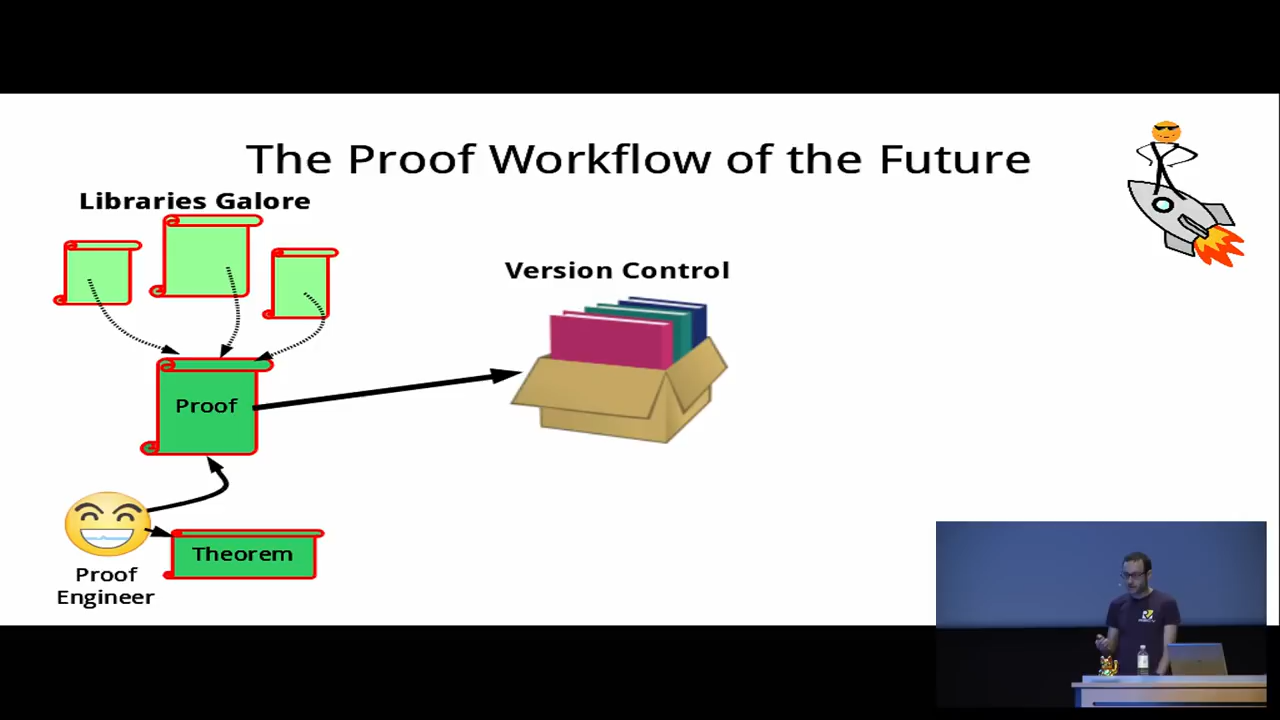 The Proof Workflow of the Future
Libraries Galore
Version Control
Proof
Theorem
Proof
Engineer